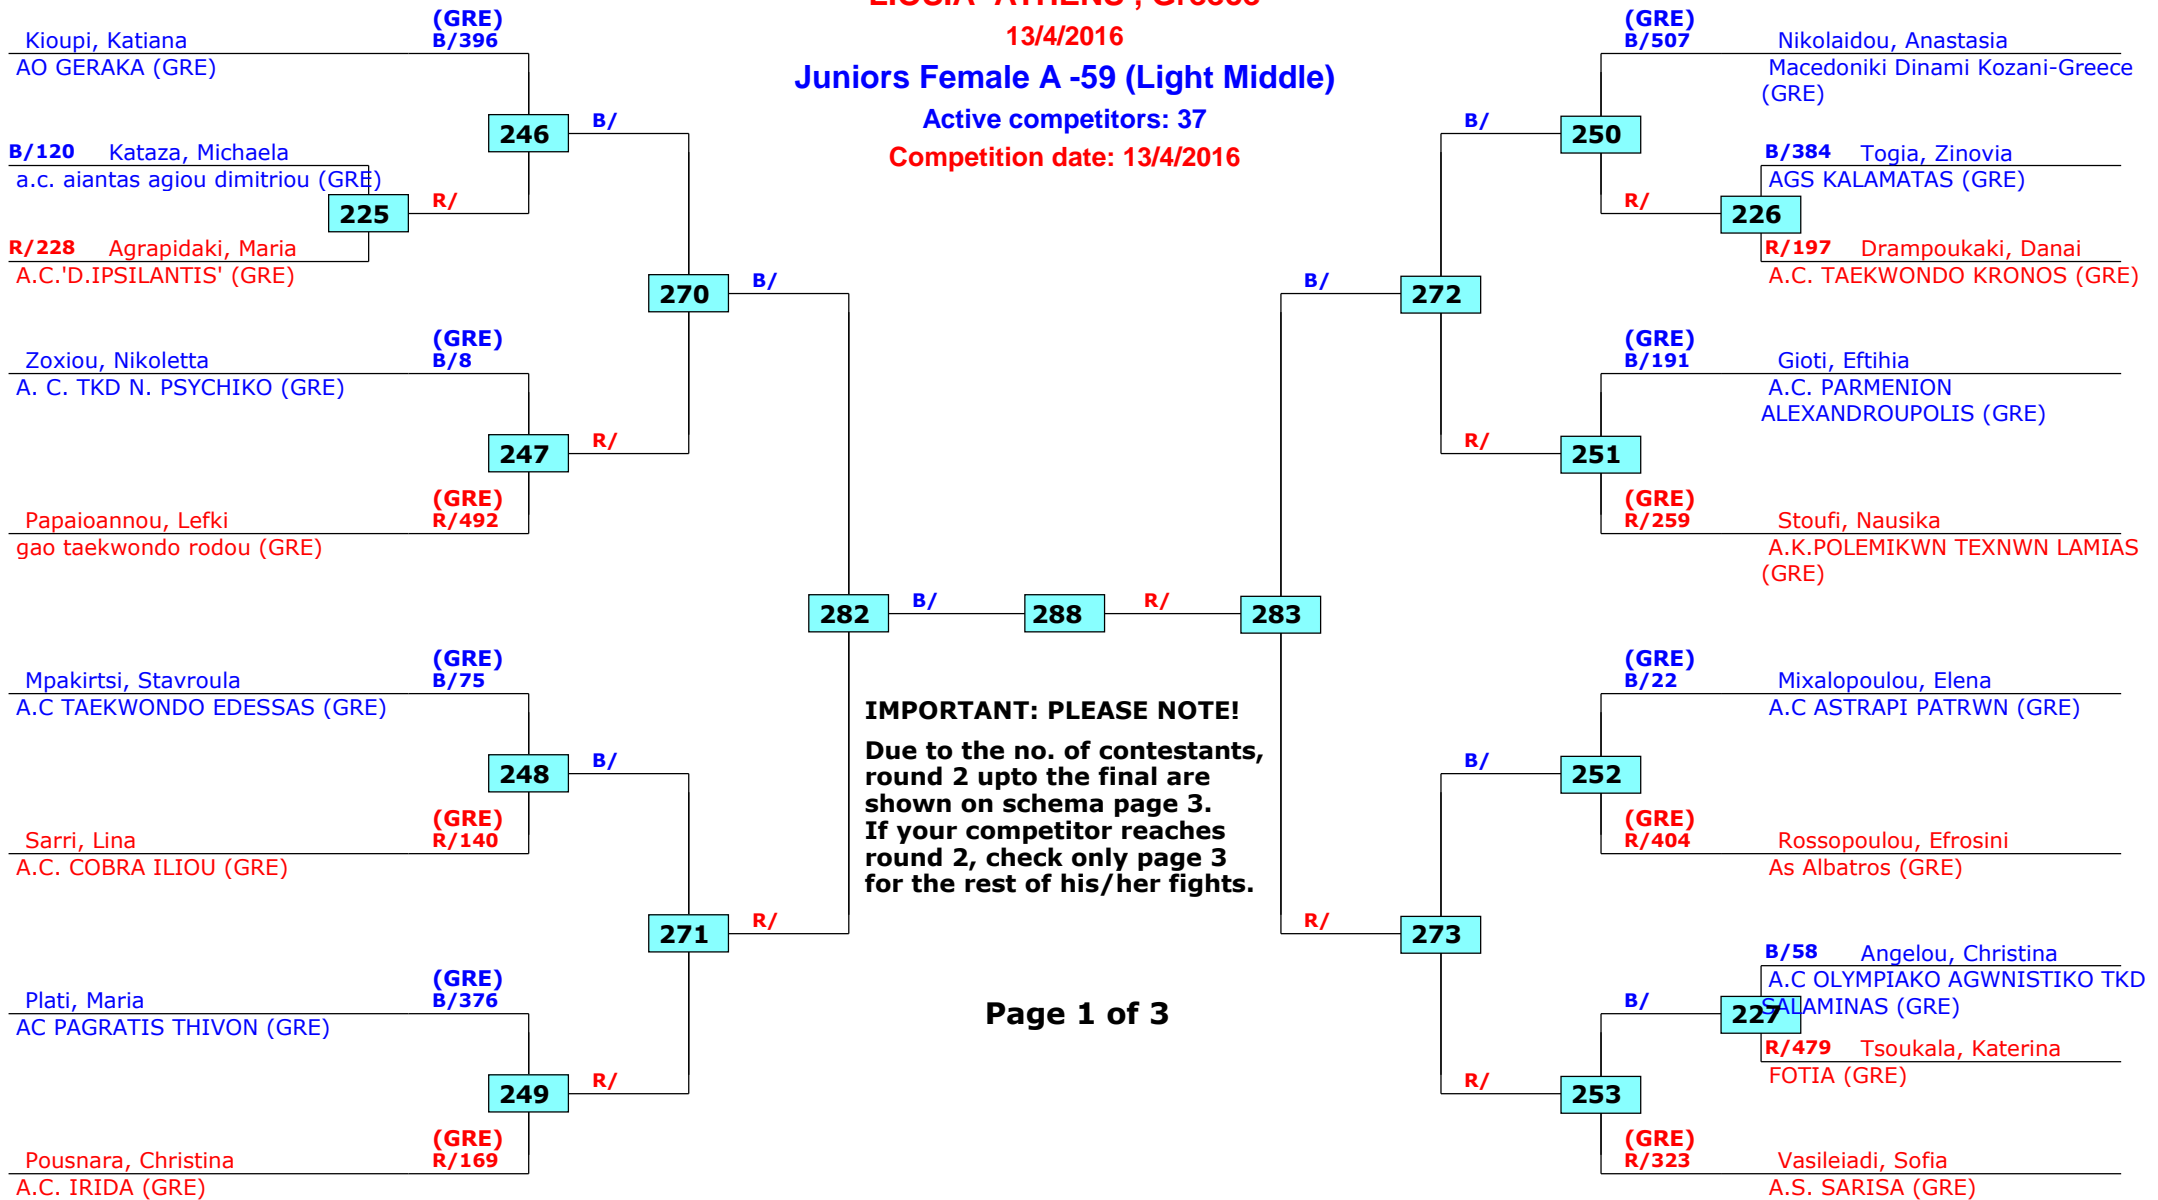 LIOSIA- ATHENS , Greece
13/4/2016
Juniors Female A -59 (Light Middle)
Active competitors: 37
Competition date: 13/4/2016
(GRE)
Kioupi, Katiana B/396
AO GERAKA (GRE)
246 B/
B/120 Kataza, Michaela
a.c. aiantas agiou dimitriou (GRE)
225 R/
R/228 Agrapidaki, Maria
A.C.'D.IPSILANTIS' (GRE)
270 B/
(GRE)
Zoxiou, Nikoletta B/8
A. C. TKD N. PSYCHIKO (GRE)
247 R/
(GRE)
Papaioannou, Lefki R/492
gao taekwondo rodou (GRE)
282 B/ 288 R/ 283
(GRE)
Mpakirtsi, Stavroula B/75
A.C TAEKWONDO EDESSAS (GRE)
248 B/
(GRE)
Sarri, Lina R/140
A.C. COBRA ILIOU (GRE)
271 R/
(GRE)
Plati, Maria B/376
AC PAGRATIS THIVON (GRE)
249 R/
(GRE)
Pousnara, Christina R/169
A.C. IRIDA (GRE)
IMPORTANT: PLEASE NOTE!
Due to the no. of contestants,
round 2 upto the final are
shown on schema page 3.
If your competitor reaches
round 2, check only page 3
for the rest of his/her fights.
Page 1 of 3
(GRE)
B/507 Nikolaidou, Anastasia
Macedoniki Dinami Kozani-Greece
(GRE)
B/ 250
B/384 Togia, Zinovia
AGS KALAMATAS (GRE)
R/ 226
R/197 Drampoukaki, Danai
A.C. TAEKWONDO KRONOS (GRE)
B/ 272
(GRE)
B/191 Gioti, Eftihia
A.C. PARMENION
ALEXANDROUPOLIS (GRE)
R/ 251
(GRE)
R/259 Stoufi, Nausika
A.K.POLEMIKWN TEXNWN LAMIAS
(GRE)
(GRE)
B/22 Mixalopoulou, Elena
A.C ASTRAPI PATRWN (GRE)
B/ 252
(GRE)
R/404 Rossopoulou, Efrosini
As Albatros (GRE)
R/ 273
B/58 Angelou, Christina
A.C OLYMPIAKO AGWNISTIKO TKD
SALAMINAS (GRE)
B/ 227
R/479 Tsoukala, Katerina
FOTIA (GRE)
R/ 253
(GRE)
R/323 Vasileiadi, Sofia
A.S. SARISA (GRE)